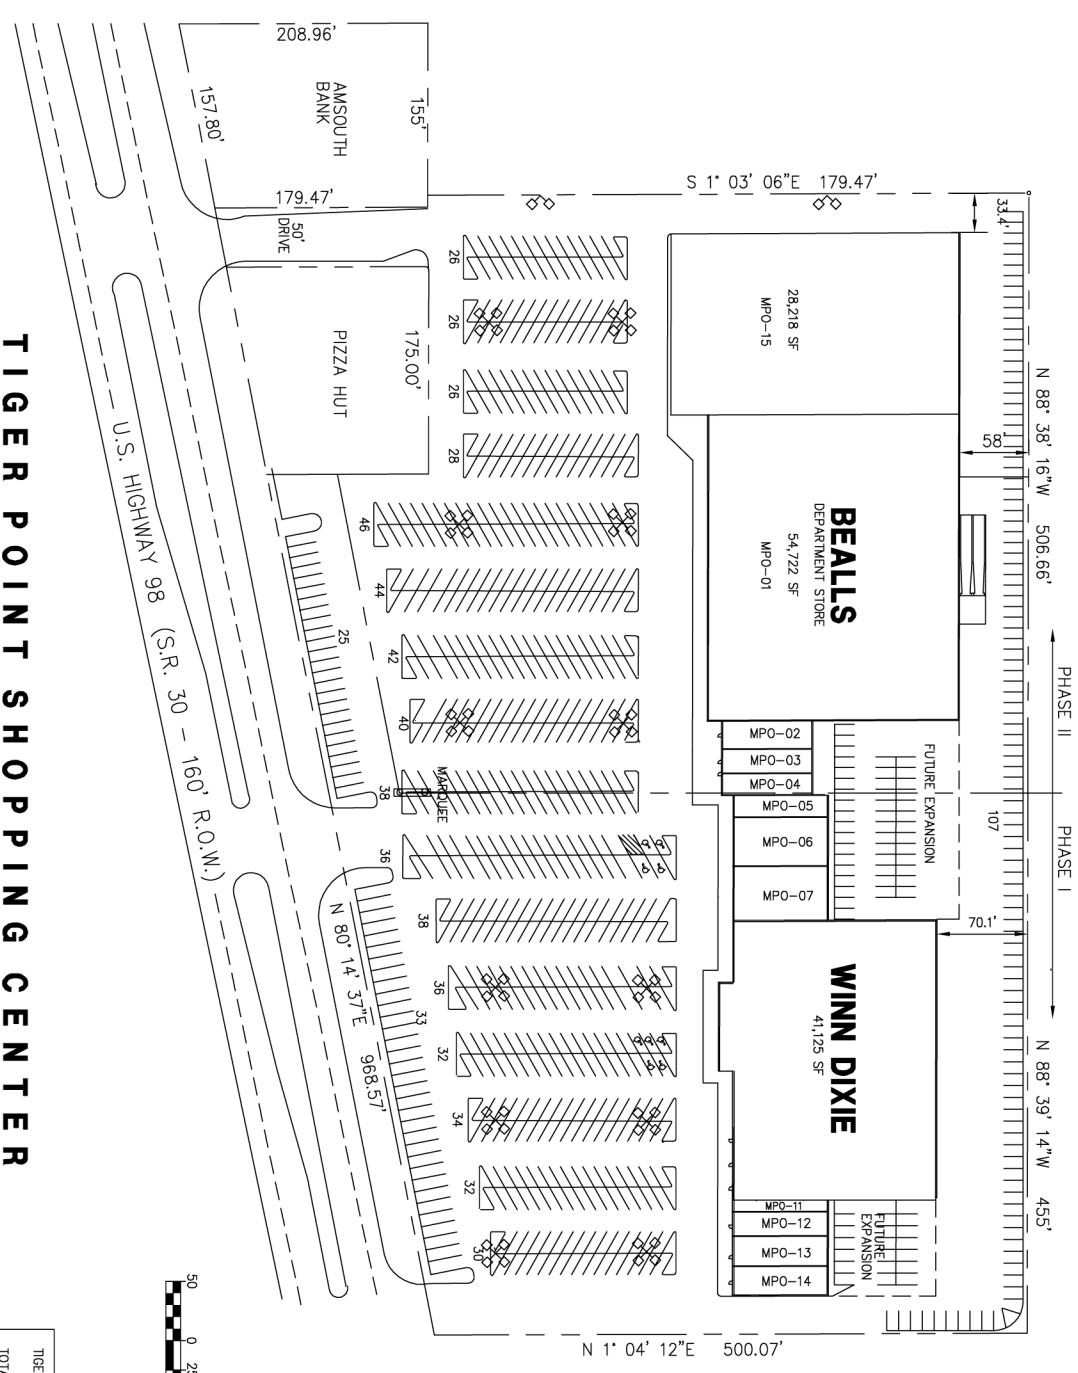 TIGER POINT SHOPPING CENTER
208.96'
AMSOUTH
BANK
155'
157.80'
179.47'
50'
DRIVE
S 1° 03' 06"E 179.47'
33.4'
PIZZA HUT
175.00'
28,218 SF
MPO-15
N 88° 38' 16"W 506.66'
58'
BEALLS
DEPARTMENT STORE
54,722 SF
MPO-01
26
26
26
28
46
44
42
40
38
36
38
36
32
34
32
30
25
33
MARQUEE
U.S. HIGHWAY 98 (S.R. 30 - 160' R.O.W.)
N 80° 14' 37"E 968.57'
MPO-02
MPO-03
MPO-04
MPO-05
MPO-06
MPO-07
FUTURE EXPANSION
107
PHASE II
PHASE I
70.1'
WINN DIXIE
41,125 SF
N 88° 39' 14"W 455'
MPO-11
MPO-12
MPO-13
MPO-14
FUTURE
EXPANSION
N 1° 04' 12"E 500.07'
50
0
25
TIGE
TOTA